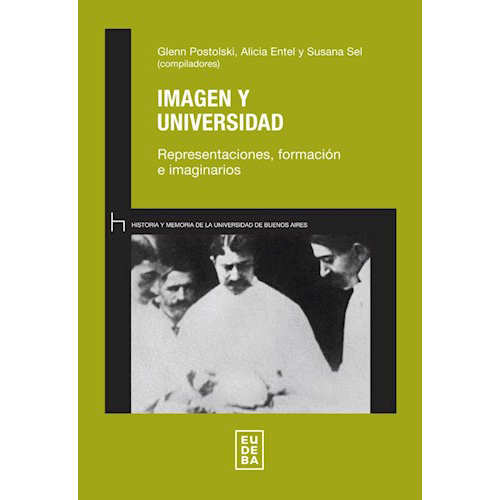 Glenn Postolski, Alicia Entel y Susana Sel
(compiladores)
IMAGEN Y
UNIVERSIDAD
Representaciones, formación
e imaginarios
HISTORIA Y MEMORIA DE LA UNIVERSIDAD DE BUENOS AIRES
EU
DE
BA